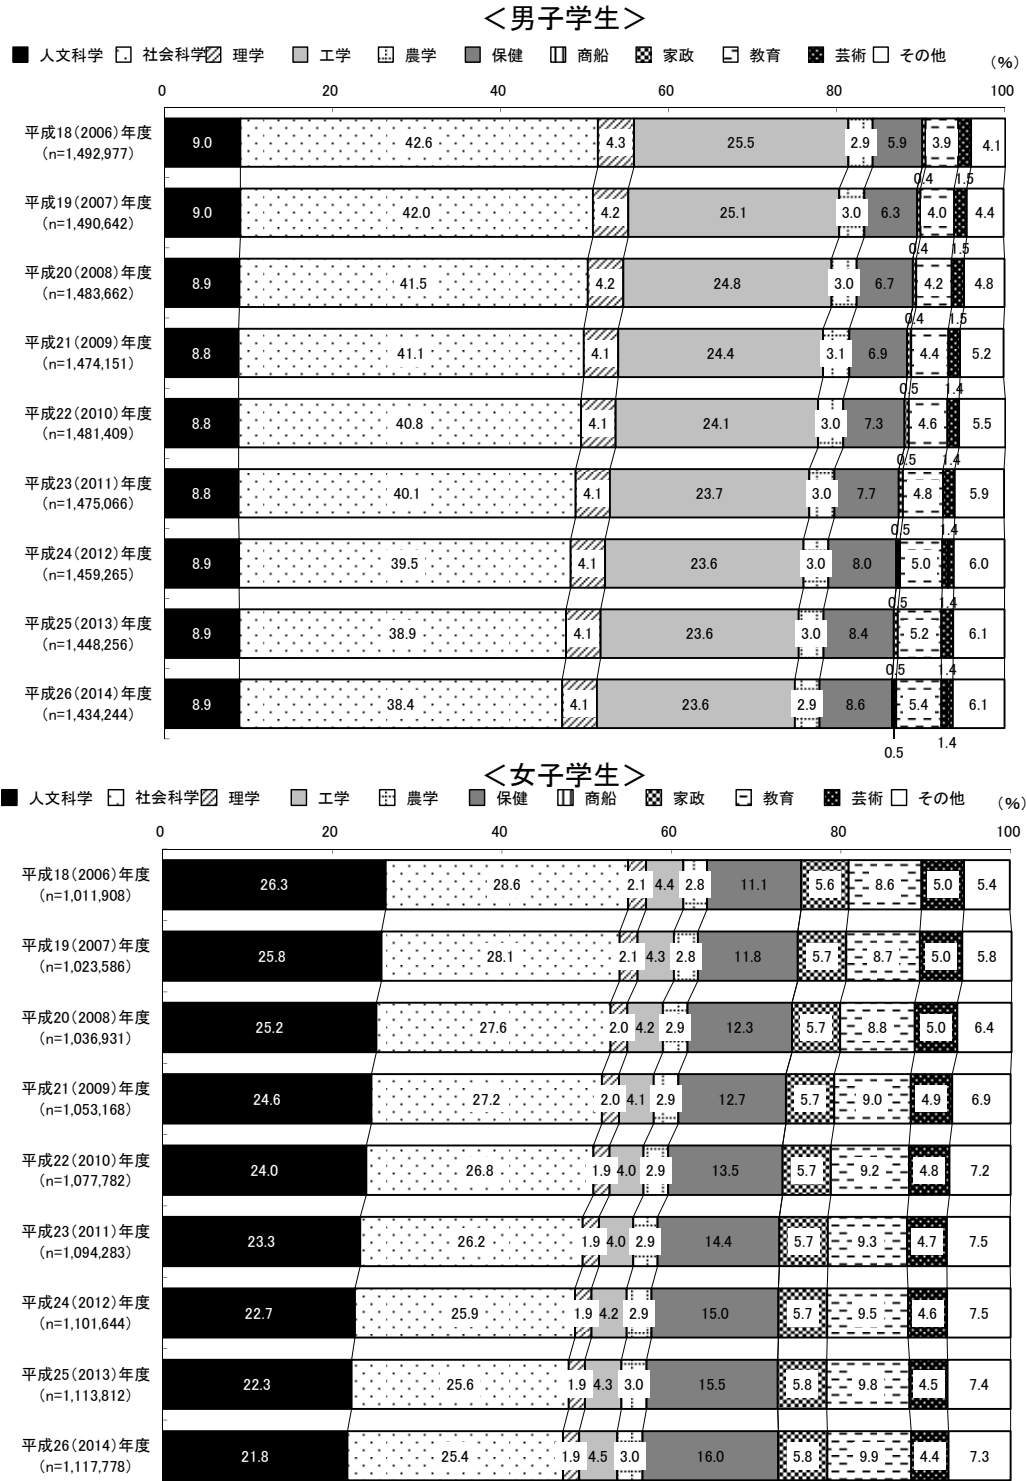 ＜男子学生＞
人文科学 社会科学 理学 工学 農学 保健 商船 家政 教育 芸術 その他 （%）
0 20 40 60 80 100
平成18(2006)年度 9.0 42.6 4.3 25.5 2.9 5.9 3.9 4.1
(n=1,492,977)
0.4 1.5
平成19(2007)年度 9.0 42.0 4.2 25.1 3.0 6.3 4.0 4.4
(n=1,490,642)
0.4 1.5
平成20(2008)年度 8.9 41.5 4.2 24.8 3.0 6.7 4.2 4.8
(n=1,483,662)
0.4 1.5
平成21(2009)年度 8.8 41.1 4.1 24.4 3.1 6.9 4.4 5.2
(n=1,474,151)
0.5 1.4
平成22(2010)年度 8.8 40.8 4.1 24.1 3.0 7.3 4.6 5.5
(n=1,481,409)
0.5 1.4
平成23(2011)年度 8.8 40.1 4.1 23.7 3.0 7.7 4.8 5.9
(n=1,475,066)
0.5 1.4
平成24(2012)年度 8.9 39.5 4.1 23.6 3.0 8.0 5.0 6.0
(n=1,459,265)
0.5 1.4
平成25(2013)年度 8.9 38.9 4.1 23.6 3.0 8.4 5.2 6.1
(n=1,448,256)
0.5 1.4
平成26(2014)年度 8.9 38.4 4.1 23.6 2.9 8.6 5.4 6.1
(n=1,434,244)
0.5 1.4
＜女子学生＞
人文科学 社会科学 理学 工学 農学 保健 商船 家政 教育 芸術 その他 （%）
0 20 40 60 80 100
平成18(2006)年度 26.3 28.6 2.1 4.4 2.8 11.1 5.6 8.6 5.0 5.4
(n=1,011,908)
平成19(2007)年度 25.8 28.1 2.1 4.3 2.8 11.8 5.7 8.7 5.0 5.8
(n=1,023,586)
平成20(2008)年度 25.2 27.6 2.0 4.2 2.9 12.3 5.7 8.8 5.0 6.4
(n=1,036,931)
平成21(2009)年度 24.6 27.2 2.0 4.1 2.9 12.7 5.7 9.0 4.9 6.9
(n=1,053,168)
平成22(2010)年度 24.0 26.8 1.9 4.0 2.9 13.5 5.7 9.2 4.8 7.2
(n=1,077,782)
平成23(2011)年度 23.3 26.2 1.9 4.0 2.9 14.4 5.7 9.3 4.7 7.5
(n=1,094,283)
平成24(2012)年度 22.7 25.9 1.9 4.2 2.9 15.0 5.7 9.5 4.6 7.5
(n=1,101,644)
平成25(2013)年度 22.3 25.6 1.9 4.3 3.0 15.5 5.8 9.8 4.5 7.4
(n=1,113,812)
平成26(2014)年度 21.8 25.4 1.9 4.5 3.0 16.0 5.8 9.9 4.4 7.3
(n=1,117,778)